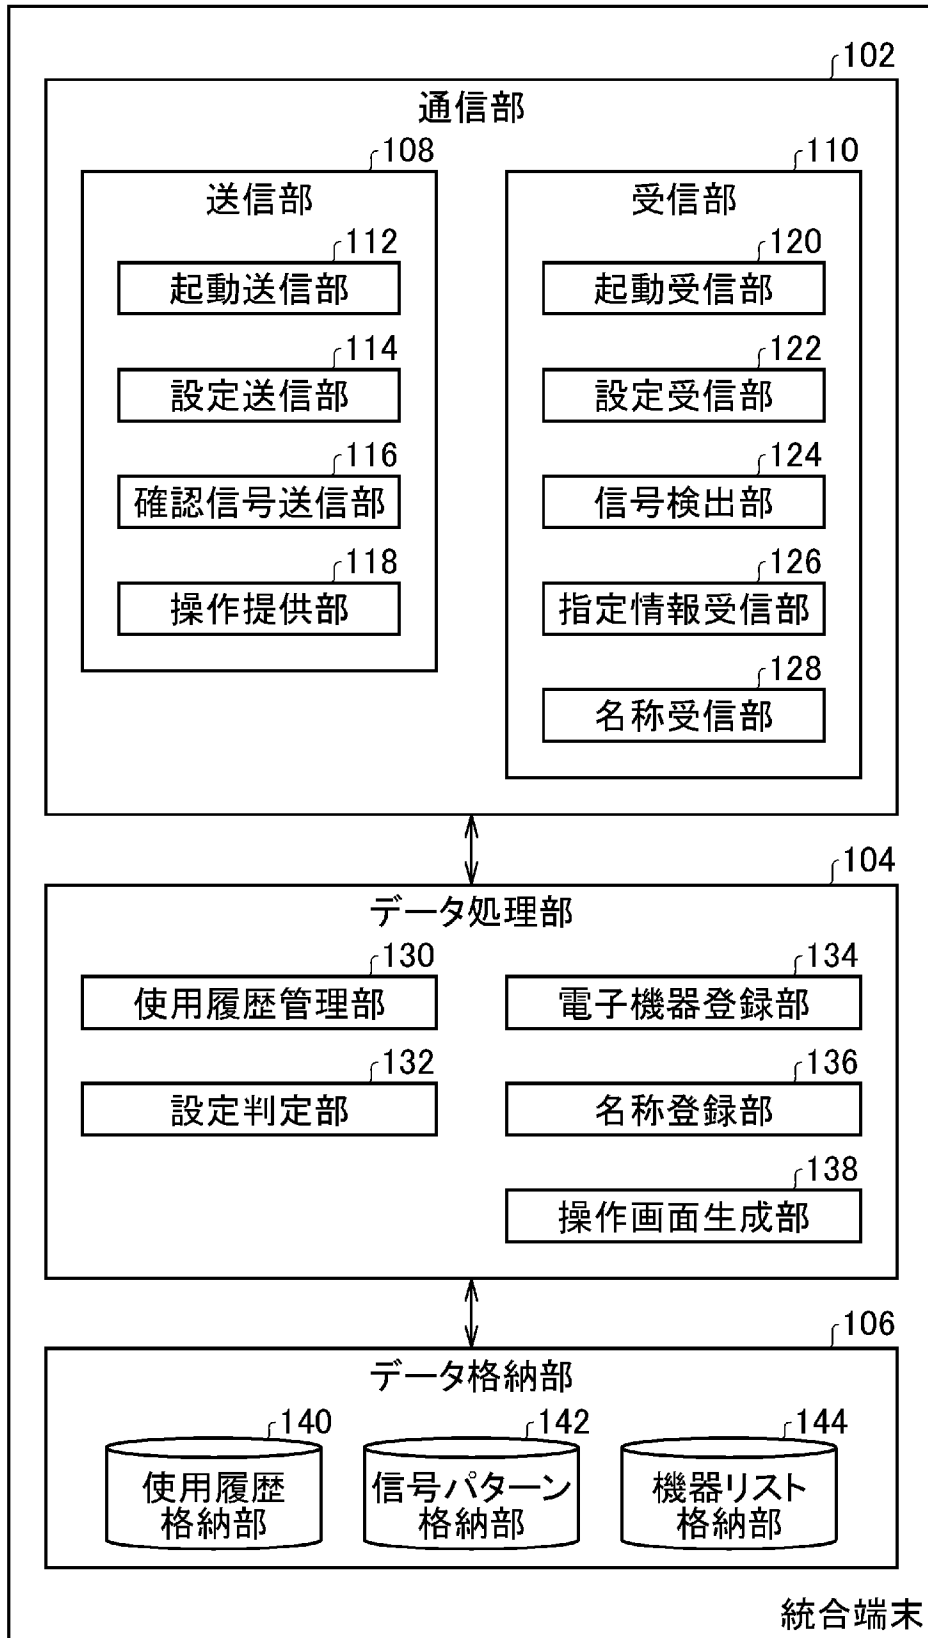 102
通信部
108
送信部
112
起動送信部
114
設定送信部
116
確認信号送信部
118
操作提供部
110
受信部
120
起動受信部
122
設定受信部
124
信号検出部
126
指定情報受信部
128
名称受信部
104
データ処理部
130
使用履歴管理部
132
設定判定部
134
電子機器登録部
136
名称登録部
138
操作画面生成部
106
データ格納部
140
使用履歴
格納部
142
信号パターン
格納部
144
機器リスト
格納部
統合端末